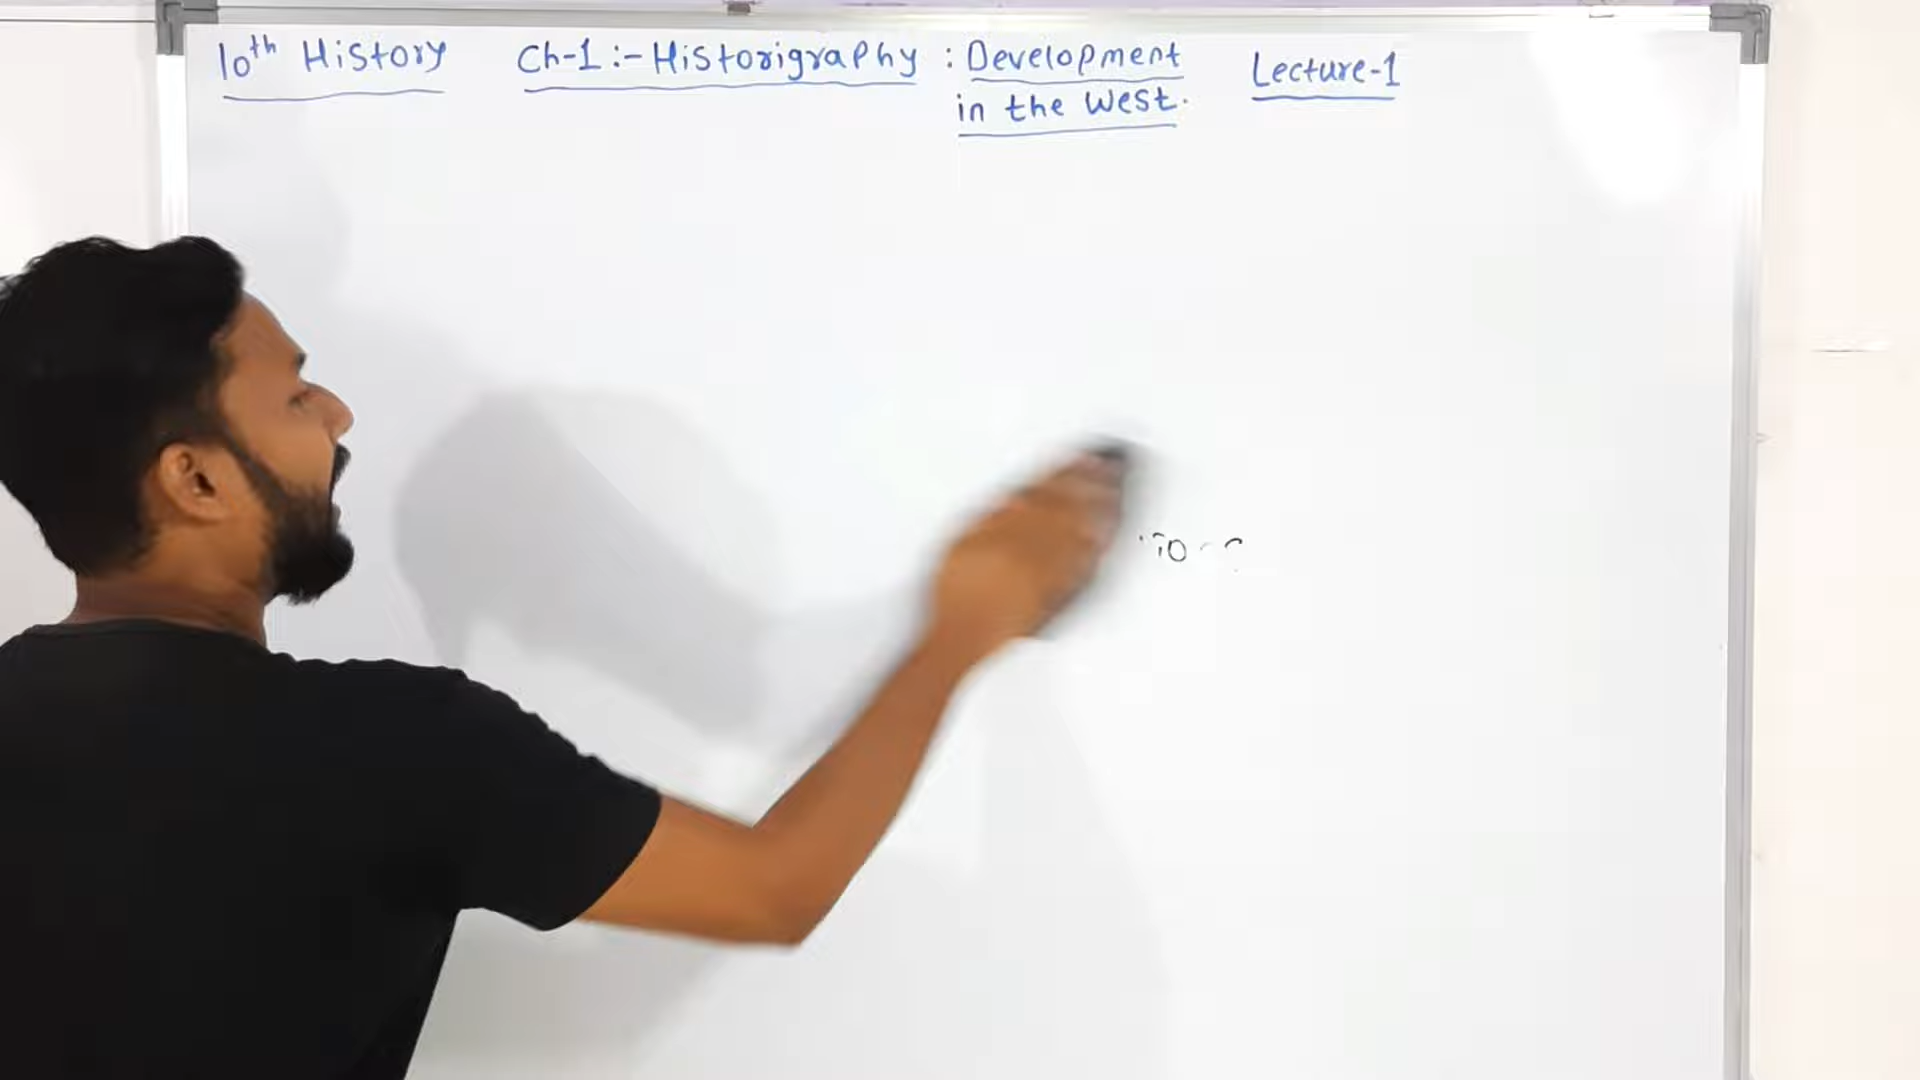 10th History Ch-1 :- Historigraphy : Development Lecture-1
in the West.